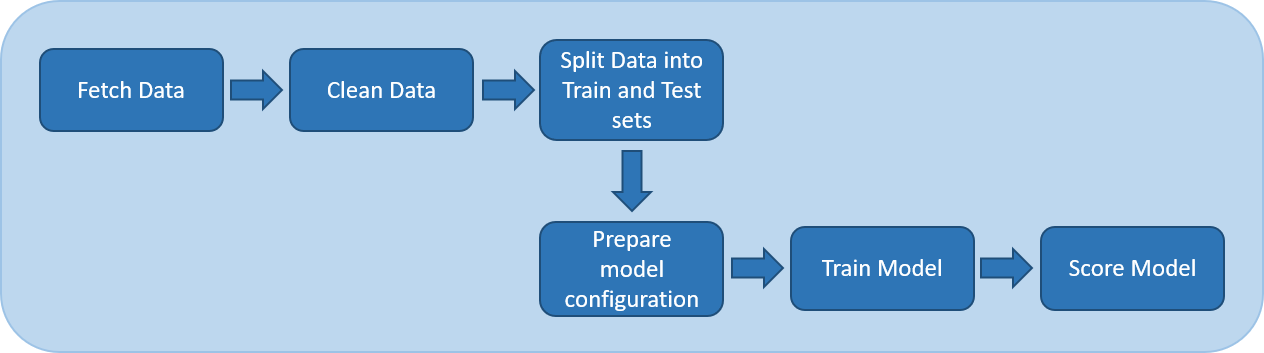 Fetch Data
Clean Data
Split Data into
Train and Test
sets
Prepare
model
configuration
Train Model
Score Model